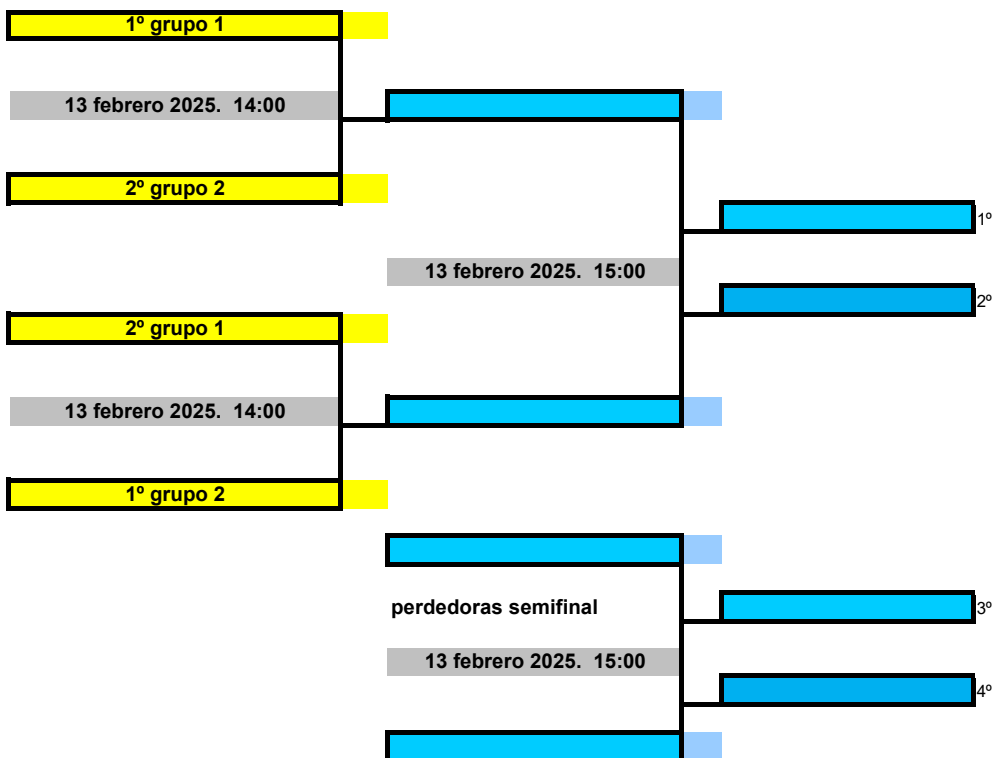 1º grupo 1
13 febrero 2025.  14:00
2º grupo 2
1º
13 febrero 2025.  15:00
2º
2º grupo 1
13 febrero 2025.  14:00
1º grupo 2
perdedoras semifinal
3º
13 febrero 2025.  15:00
4º